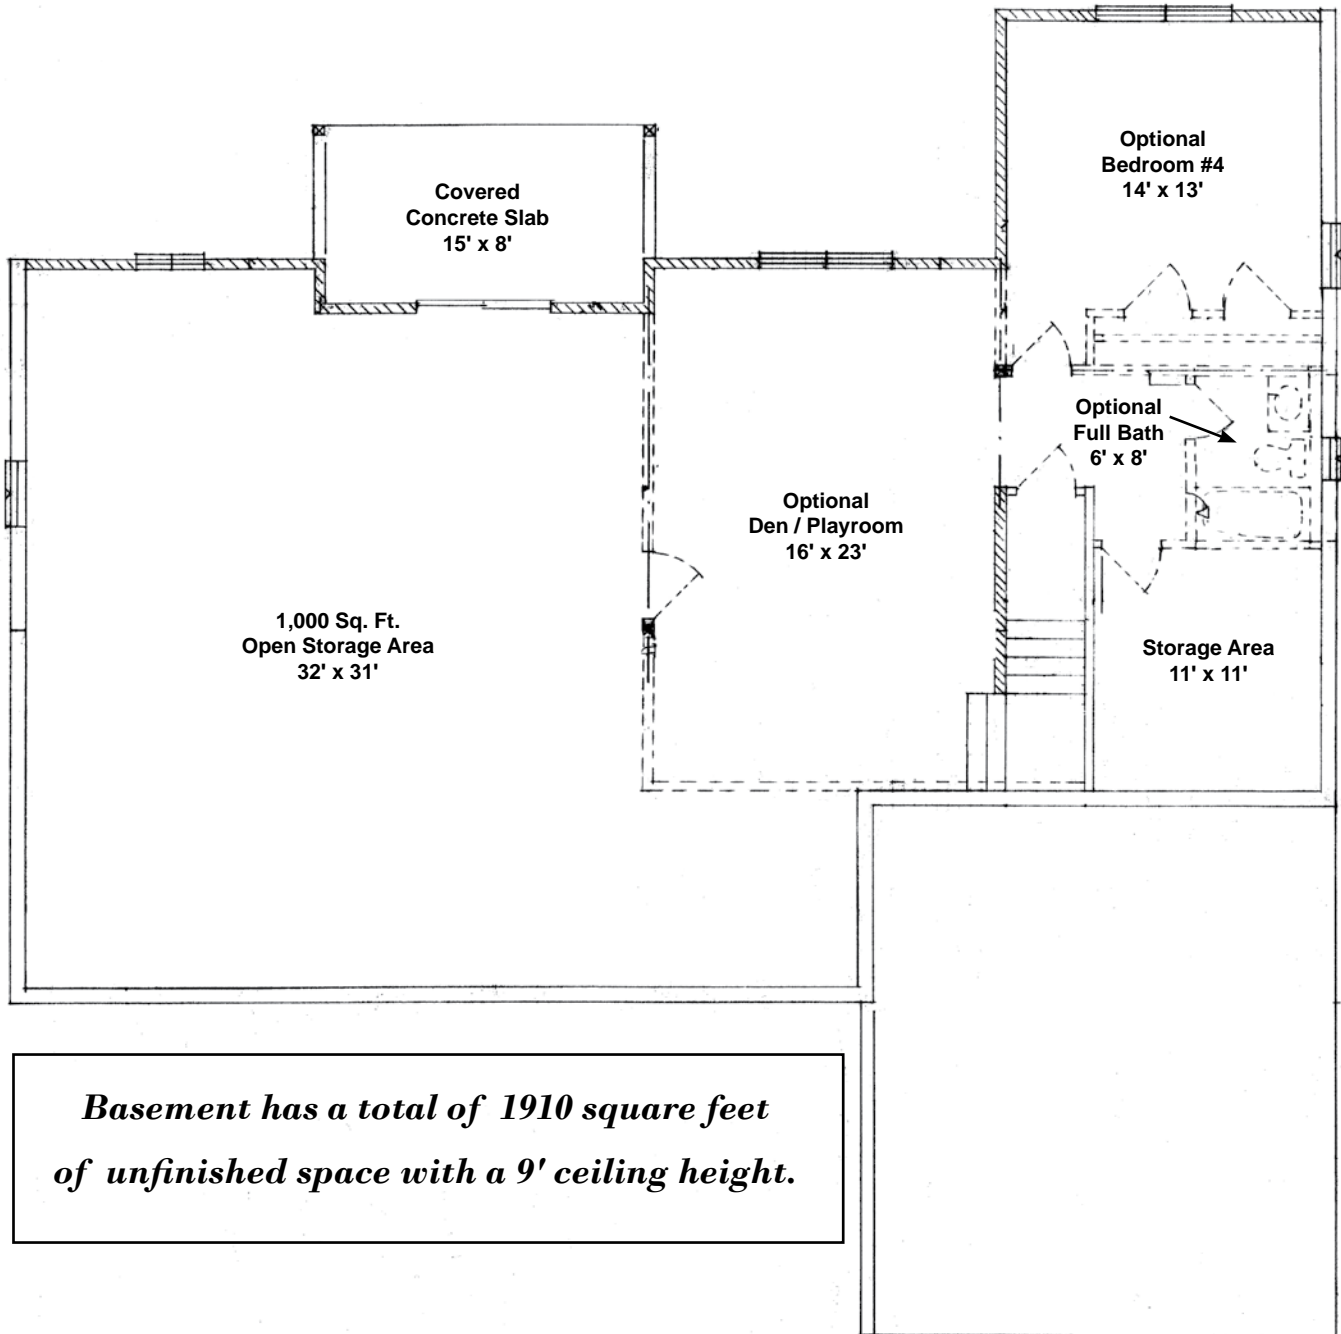 Optional
Bedroom #4
14' x 13'
Covered
Concrete Slab
15' x 8'
Optional
Full Bath
6' x 8'
Optional
Den / Playroom
16' x 23'
1,000 Sq. Ft.
Open Storage Area
32' x 31'
Storage Area
11' x 11'
Basement has a total of 1910 square feet
of unfinished space with a 9' ceiling height.